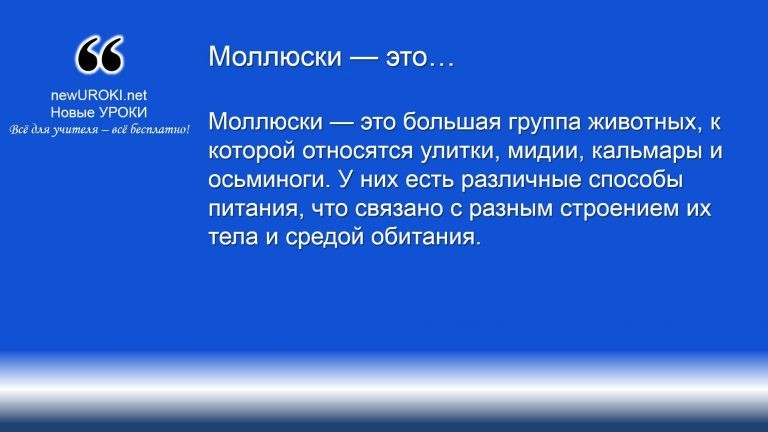 ❝
newUROKI.net
Новые УРОКИ
Всё для учителя – всё бесплатно!
Моллюски — это…
Моллюски — это большая группа животных, к
которой относятся улитки, мидии, кальмары и
осьминоги. У них есть различные способы
питания, что связано с разным строением их
тела и средой обитания.